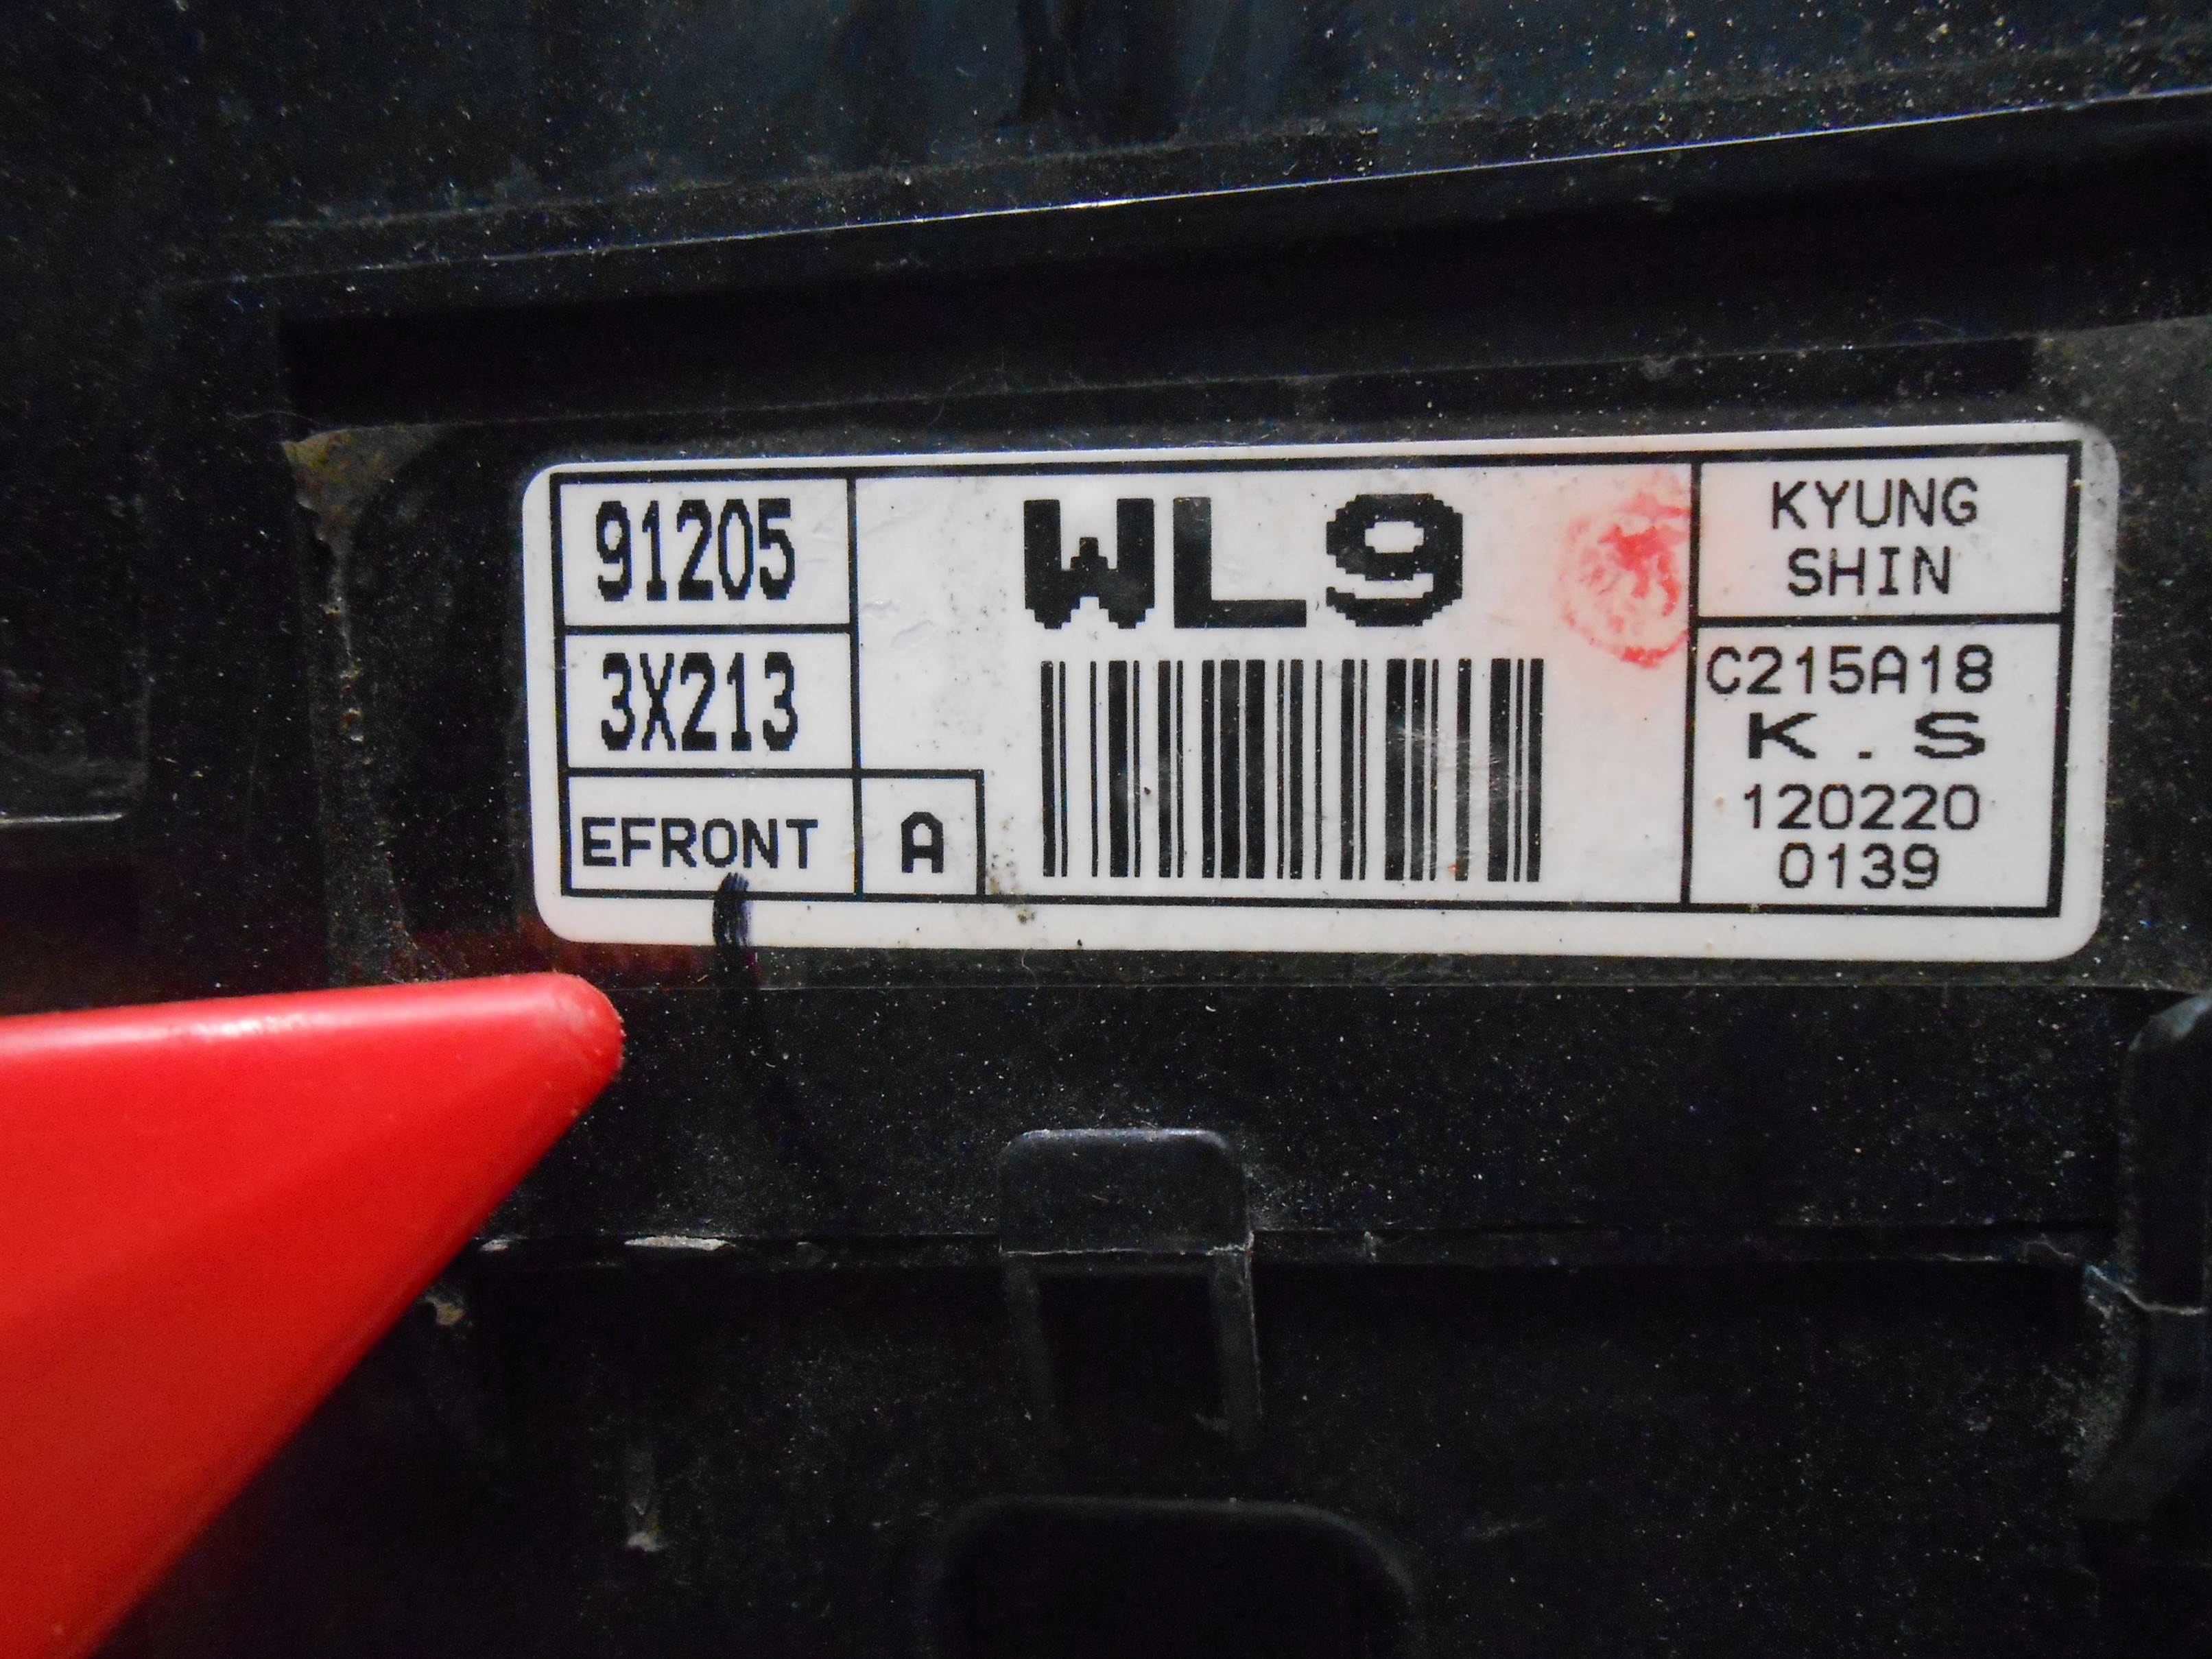 91205
3X213
EFRONT
A
WL9
KYUNG
SHIN
C215A18
K.S
120220
0139